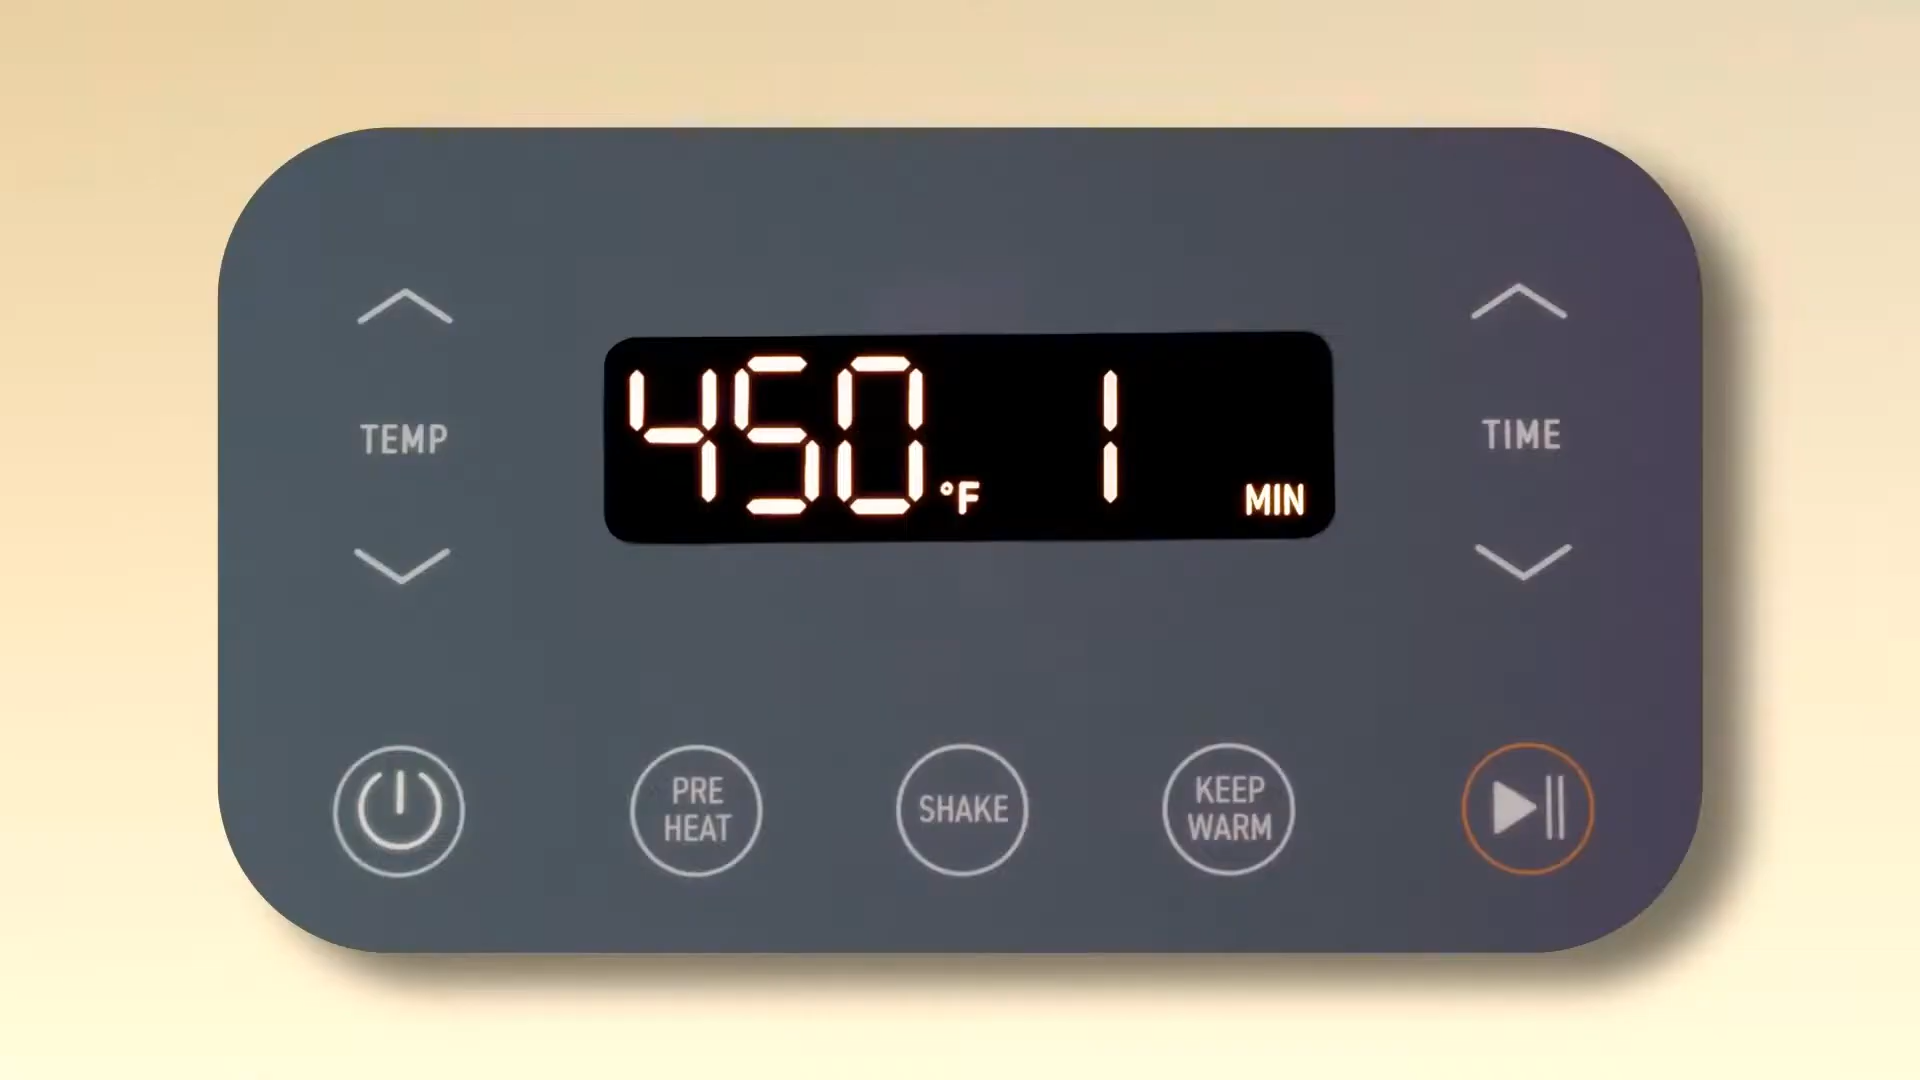 TEMP
450°F 1 MIN
TIME
PRE
HEAT
SHAKE
KEEP
WARM